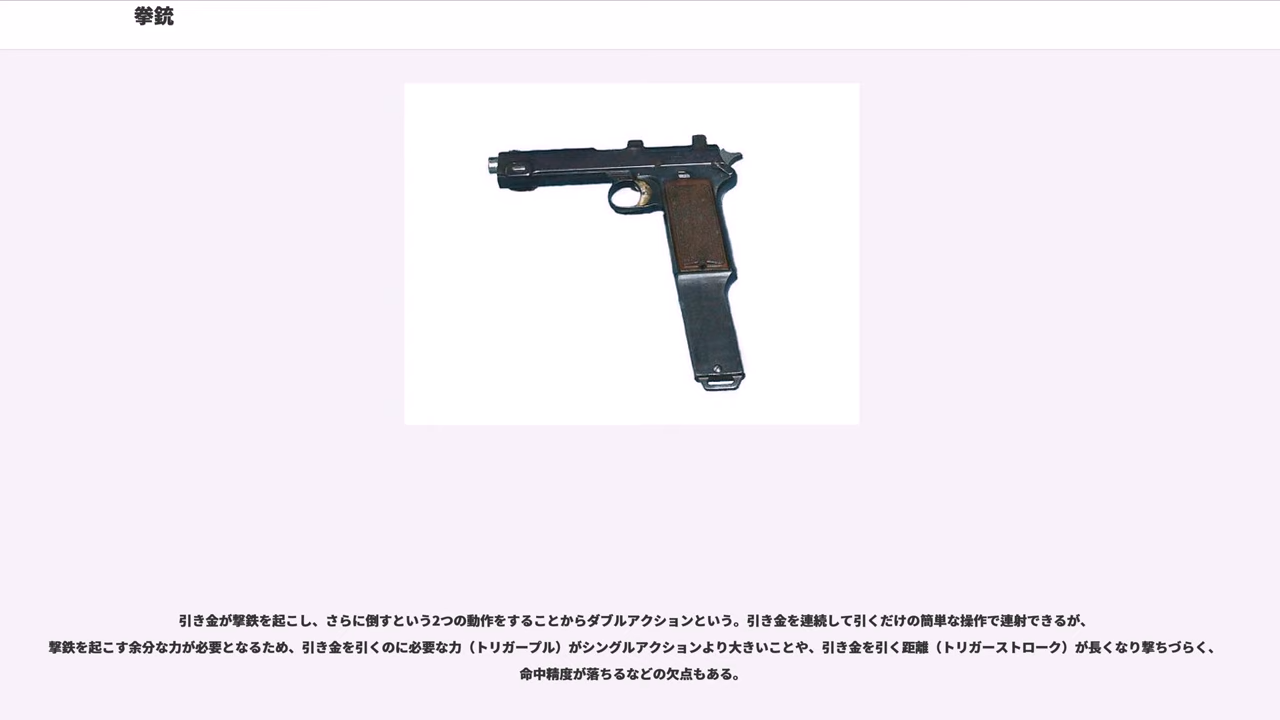 拳銃
引き金が撃鉄を起こし、さらに倒すという2つの動作をすることからダブルアクションという。引き金を連続して引くだけの簡単な操作で連射できるが、
撃鉄を起こす余分な力が必要となるため、引き金を引くのに必要な力（トリガープル）がシングルアクションより大きいことや、引き金を引く距離（トリガーストローク）が長くなり撃ちづらく、
命中精度が落ちるなどの欠点もある。